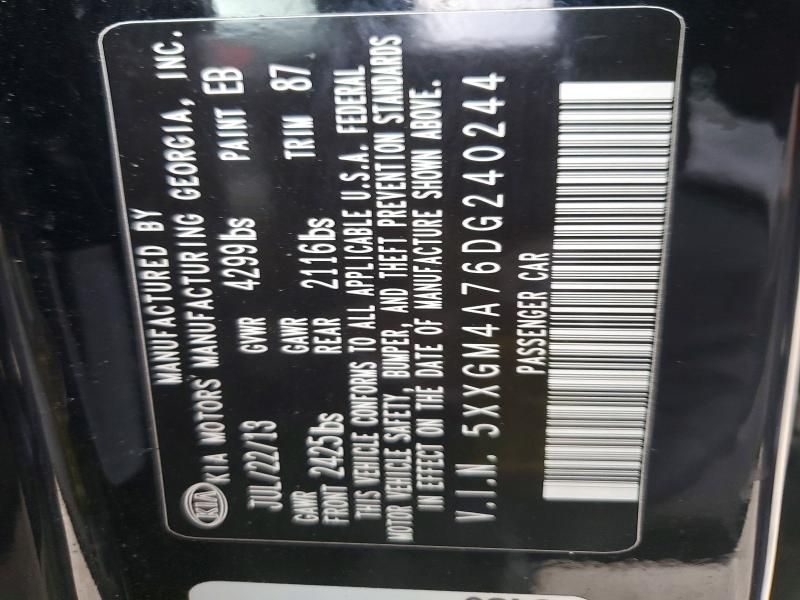 MANUFACTURED BY
KIA KIA MOTORS MANUFACTURING GEORGIA, INC.
JUL/22/13 GVWR 4299lbs PAINT EB
GAWR FRONT 2425lbs GAWR REAR 2116lbs TRIM 87
THIS VEHICLE CONFORMS TO ALL APPLICABLE U.S.A. FEDERAL
MOTOR VEHICLE SAFETY, BUMPER, AND THEFT PREVENTION STANDARDS
IN EFFECT ON THE DATE OF MANUFACTURE SHOWN ABOVE.
V.I.N. 5XXGM4A76DG240244
PASSENGER CAR